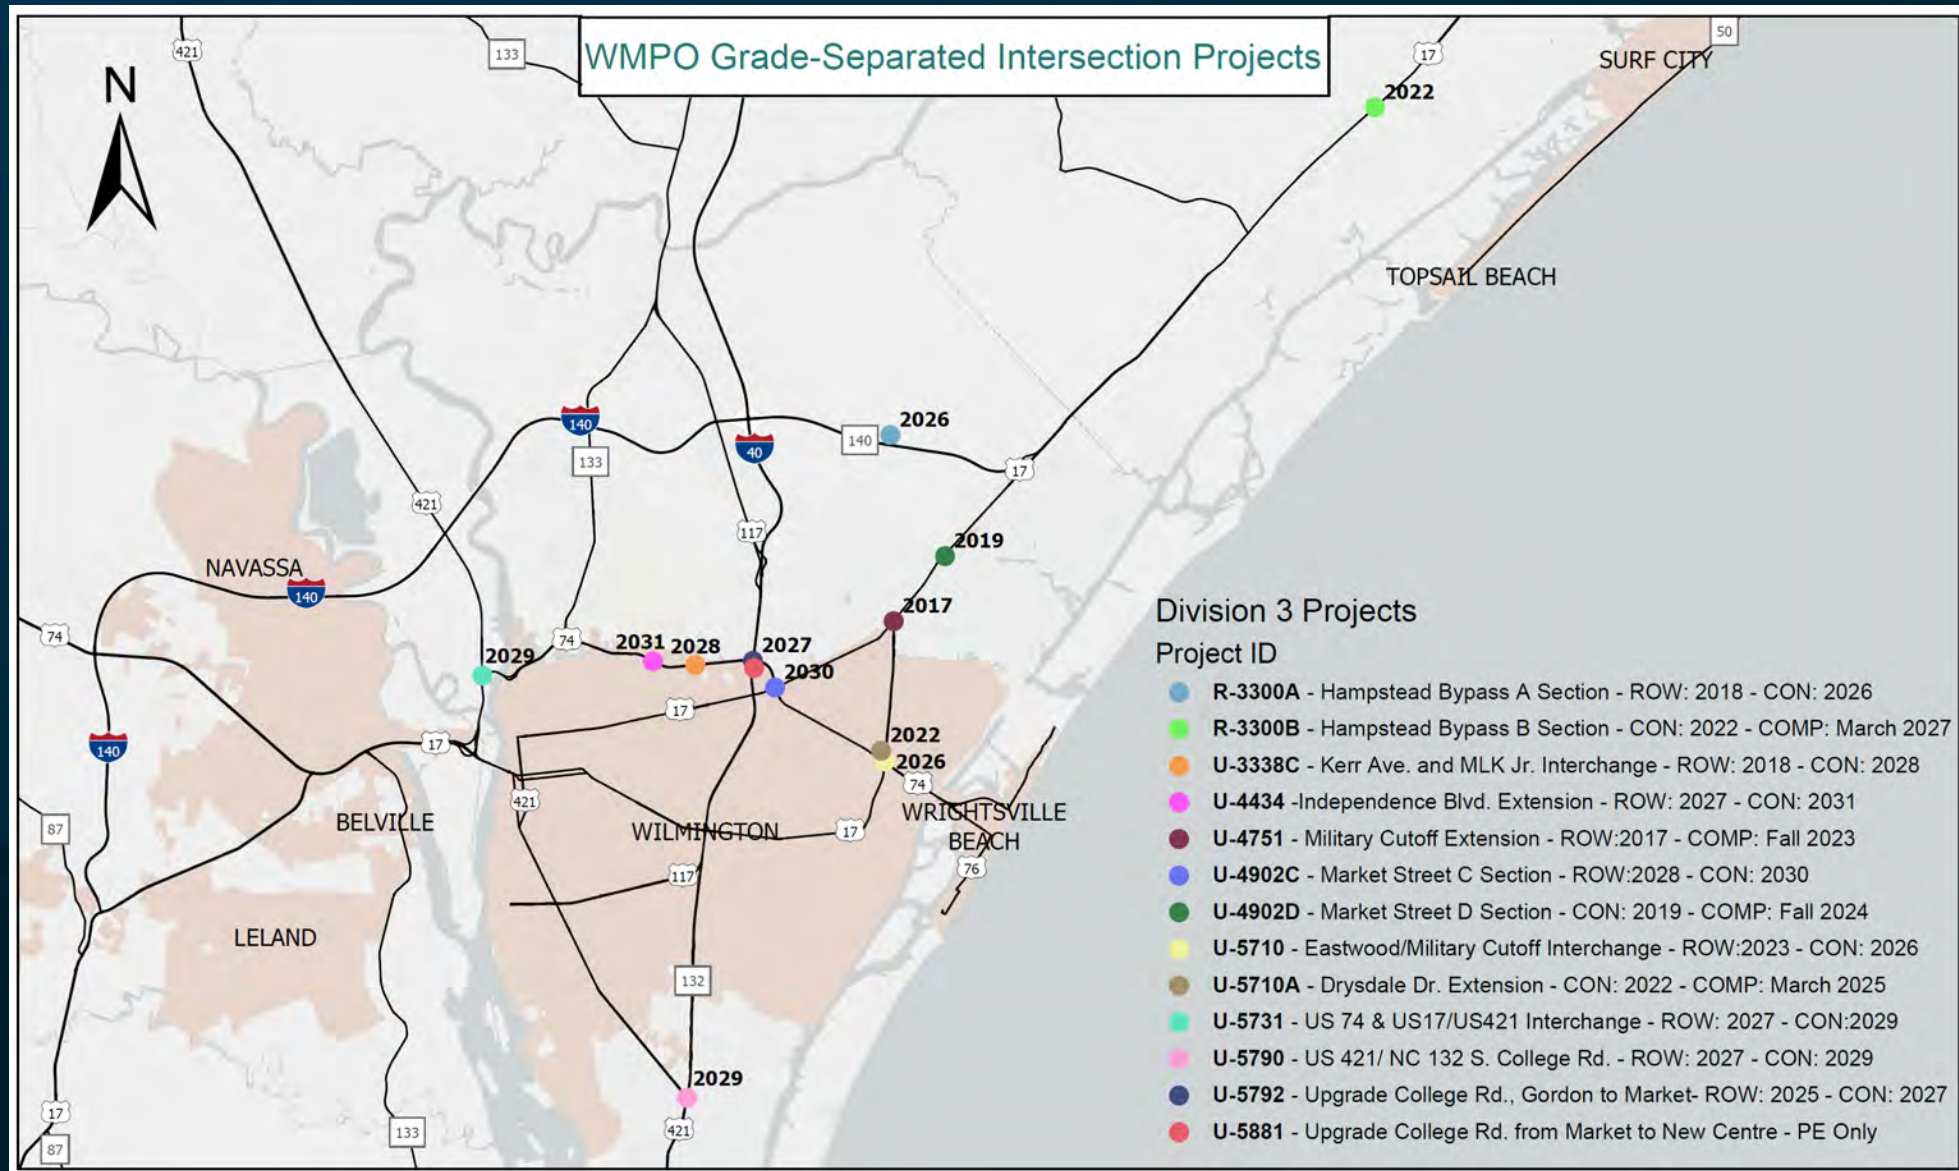 WMPO Grade-Separated Intersection Projects
N
421
133
17
50
SURF CITY
2022
TOPSAIL BEACH
140
2026
140
40
133
17
421
117
2019
NAVASSA
140
2017
74
74
2031
2028
2027
2029
2030
17
17
2022
140
2026
74
421
WRIGHTSVILLE
BEACH
BELVILLE
WILMINGTON
17
87
76
117
LELAND
132
2029
17
133
421
87
Division 3 Projects
Project ID
R-3300A - Hampstead Bypass A Section - ROW: 2018 - CON: 2026
R-3300B - Hampstead Bypass B Section - CON: 2022 - COMP: March 2027
U-3338C - Kerr Ave. and MLK Jr. Interchange - ROW: 2018 - CON: 2028
U-4434 -Independence Blvd. Extension - ROW: 2027 - CON: 2031
U-4751 - Military Cutoff Extension - ROW:2017 - COMP: Fall 2023
U-4902C - Market Street C Section - ROW:2028 - CON: 2030
U-4902D - Market Street D Section - CON: 2019 - COMP: Fall 2024
U-5710 - Eastwood/Military Cutoff Interchange - ROW:2023 - CON: 2026
U-5710A - Drysdale Dr. Extension - CON: 2022 - COMP: March 2025
U-5731 - US 74 & US17/US421 Interchange - ROW: 2027 - CON:2029
U-5790 - US 421/ NC 132 S. College Rd. - ROW: 2027 - CON: 2029
U-5792 - Upgrade College Rd., Gordon to Market- ROW: 2025 - CON: 2027
U-5881 - Upgrade College Rd. from Market to New Centre - PE Only